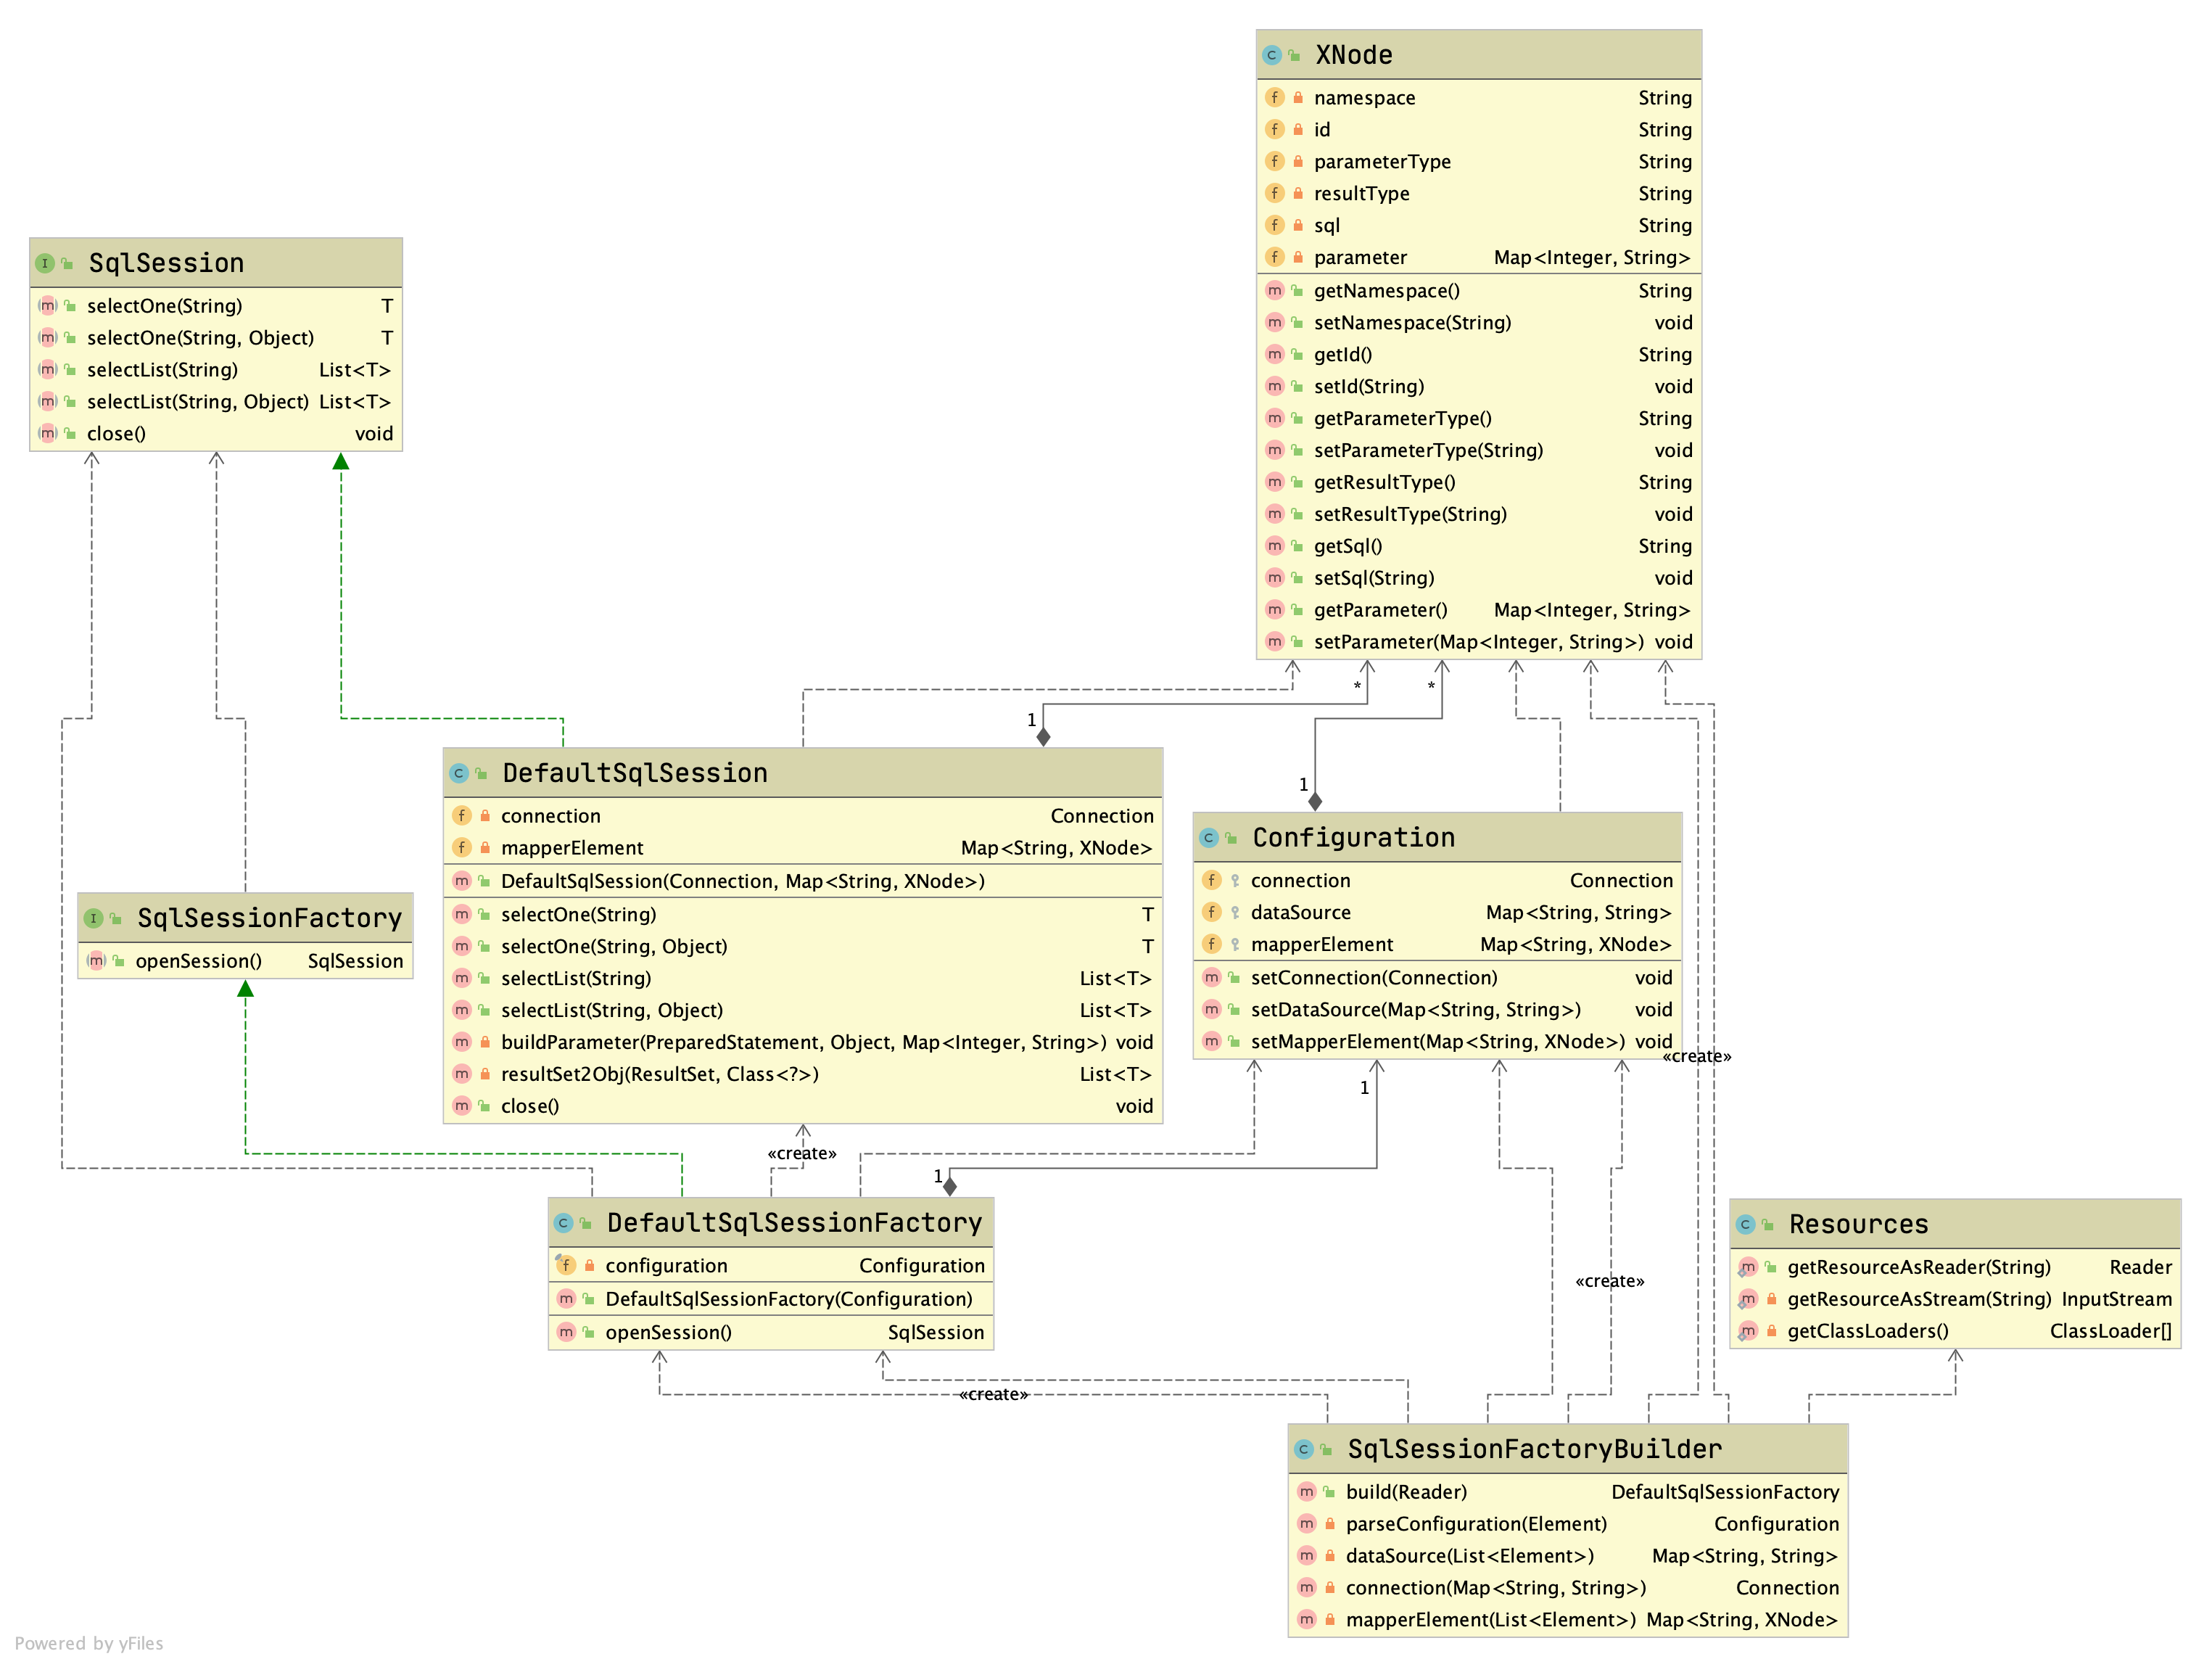 XNode
namespace String
id String
parameterType String
resultType String
sql String
parameter Map<Integer, String>
getNamespace() String
setNamespace(String) void
getId() String
setId(String) void
getParameterType() String
setParameterType(String) void
getResultType() String
setResultType(String) void
getSql() String
setSql(String) void
getParameter() Map<Integer, String>
setParameter(Map<Integer, String>) void
SqlSession
selectOne(String) T
selectOne(String, Object) T
selectList(String) List<T>
selectList(String, Object) List<T>
close() void
*
*
1
1
DefaultSqlSession
connection Connection
mapperElement Map<String, XNode>
DefaultSqlSession(Connection, Map<String, XNode>)
selectOne(String) T
selectOne(String, Object) T
selectList(String) List<T>
selectList(String, Object) List<T>
buildParameter(PreparedStatement, Object, Map<Integer, String>) void
resultSet2Obj(ResultSet, Class<?>) List<T>
close() void
Configuration
connection Connection
dataSource Map<String, String>
mapperElement Map<String, XNode>
setConnection(Connection) void
setDataSource(Map<String, String>) void
setMapperElement(Map<String, XNode>) void
«create»
SqlSessionFactory
openSession() SqlSession
1
«create»
1
DefaultSqlSessionFactory
configuration Configuration
DefaultSqlSessionFactory(Configuration)
openSession() SqlSession
«create»
Resources
getResourceAsReader(String) Reader
getResourceAsStream(String) InputStream
getClassLoaders() ClassLoader[]
«create»
SqlSessionFactoryBuilder
build(Reader) DefaultSqlSessionFactory
parseConfiguration(Element) Configuration
dataSource(List<Element>) Map<String, String>
connection(Map<String, String>) Connection
mapperElement(List<Element>) Map<String, XNode>
Powered by yFiles